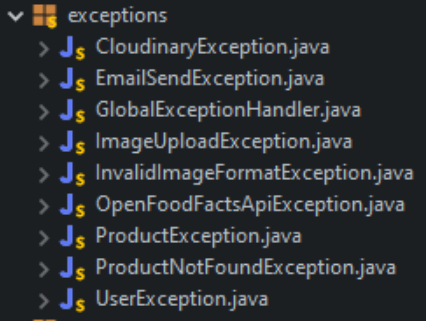 exceptions
CloudinaryException.java
EmailSendException.java
GlobalExceptionHandler.java
ImageUploadException.java
InvalidImageFormatException.java
OpenFoodFactsApiException.java
ProductException.java
ProductNotFoundException.java
UserException.java